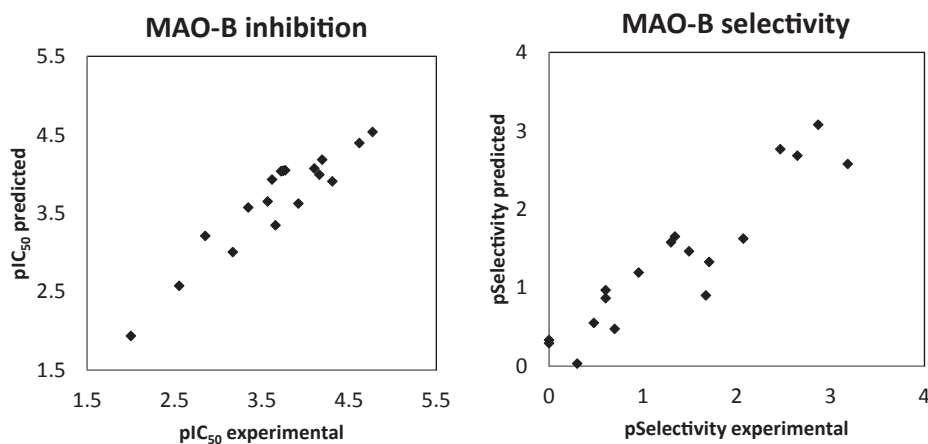 MAO-B inhibition
5.5
4.5
3.5
2.5
1.5
1.5 2.5 3.5 4.5 5.5
pIC50 predicted
pIC50 experimental
MAO-B selectivity
4
3
2
1
0
0 1 2 3 4
pSelectivity predicted
pSelectivity experimental